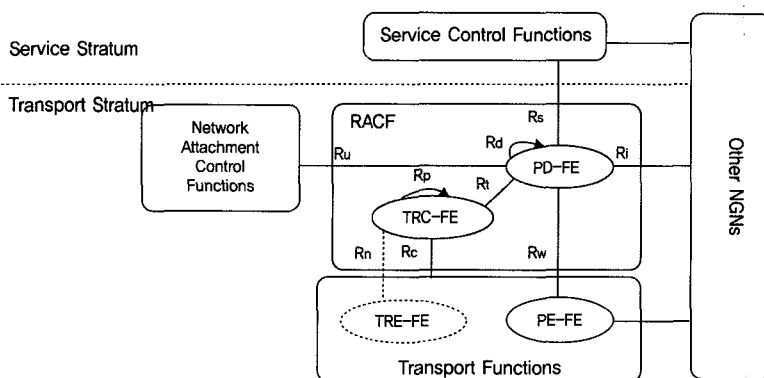 Service Control Functions
Service Stratum
Transport Stratum
Network
Attachment
Control
Functions
RACF
Rs
Rd
Ru
PD-FE
Ri
Rp
Rt
TRC-FE
Rn
Rc
Rw
TRE-FE
PE-FE
Transport Functions
Other NGNs